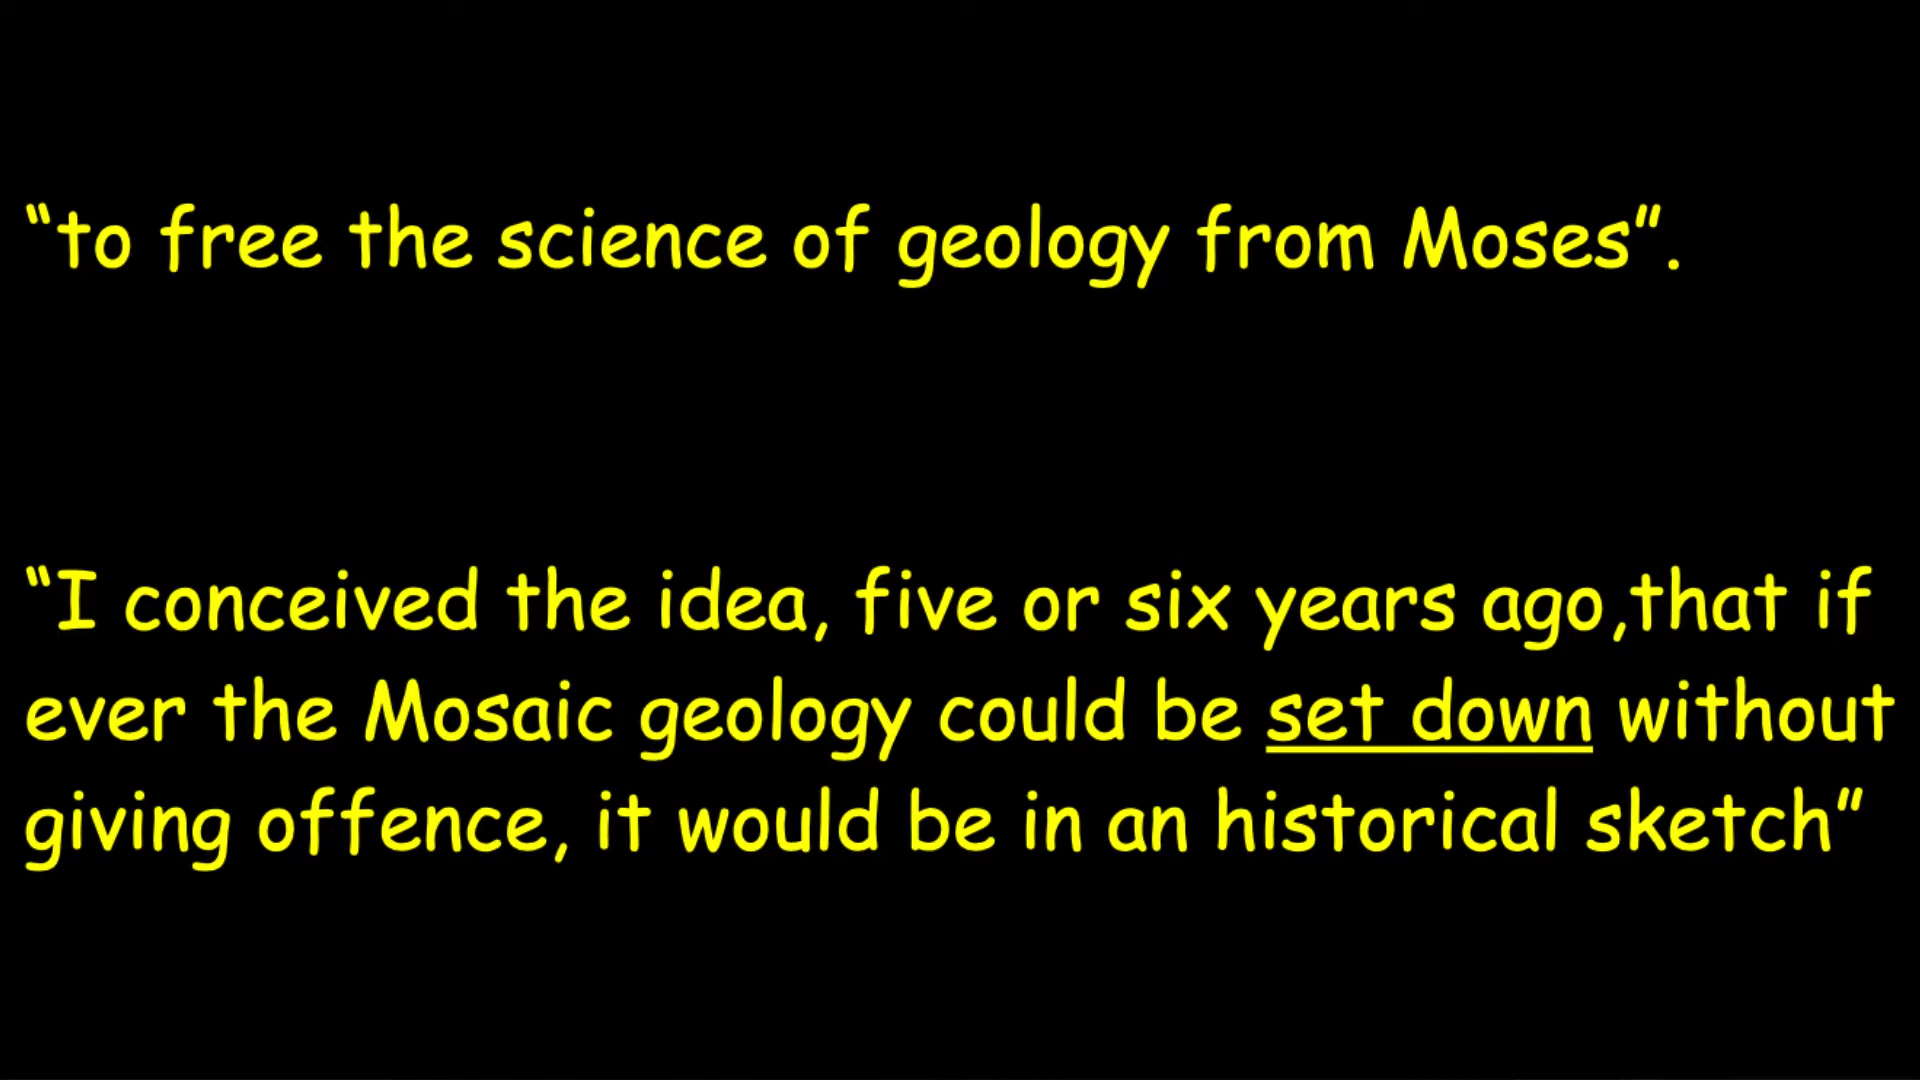 “to free the science of geology from Moses”.
“I conceived the idea, five or six years ago,that if
ever the Mosaic geology could be set down without
giving offence, it would be in an historical sketch”